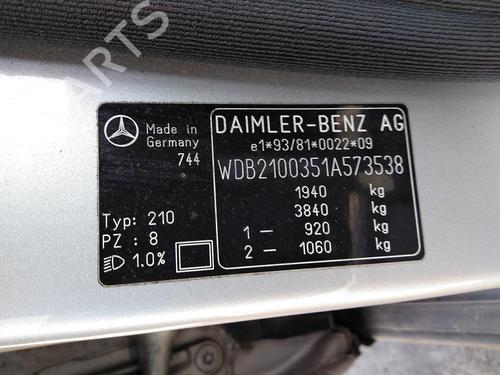 Made in
Germany
744
Typ: 210
PZ : 8
1.0%
DAIMLER-BENZ AG
e1*93/81*0022*09
WDB2100351A573538
1940 kg
3840 kg
1 — 920 kg
2 — 1060 kg
B-PARTS